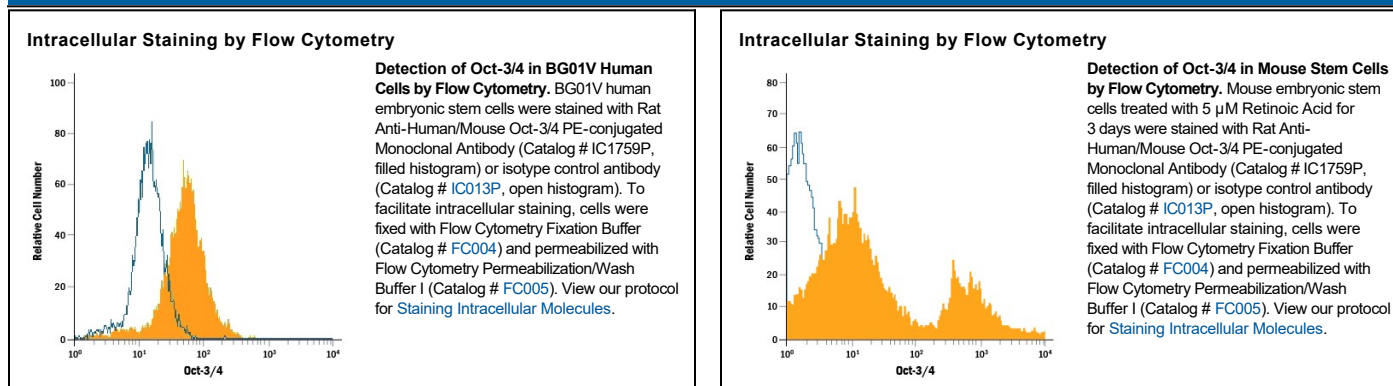 Intracellular Staining by Flow Cytometry
100
80
60
40
20
0
Relative Cell Number
10⁰ 10¹ 10² 10³ 10⁴
Oct-3/4
Detection of Oct-3/4 in BG01V Human
Cells by Flow Cytometry. BG01V human
embryonic stem cells were stained with Rat
Anti-Human/Mouse Oct-3/4 PE-conjugated
Monoclonal Antibody (Catalog # IC1759P,
filled histogram) or isotype control antibody
(Catalog # IC013P, open histogram). To
facilitate intracellular staining, cells were
fixed with Flow Cytometry Fixation Buffer
(Catalog # FC004) and permeabilized with
Flow Cytometry Permeabilization/Wash
Buffer I (Catalog # FC005). View our protocol
for Staining Intracellular Molecules.
Intracellular Staining by Flow Cytometry
80
70
60
50
40
30
20
10
0
Relative Cell Number
10⁰ 10¹ 10² 10³ 10⁴
Oct-3/4
Detection of Oct-3/4 in Mouse Stem Cells
by Flow Cytometry. Mouse embryonic stem
cells treated with 5 µM Retinoic Acid for
3 days were stained with Rat Anti-
Human/Mouse Oct-3/4 PE-conjugated
Monoclonal Antibody (Catalog # IC1759P,
filled histogram) or isotype control antibody
(Catalog # IC013P, open histogram). To
facilitate intracellular staining, cells were
fixed with Flow Cytometry Fixation Buffer
(Catalog # FC004) and permeabilized with
Flow Cytometry Permeabilization/Wash
Buffer I (Catalog # FC005). View our protocol
for Staining Intracellular Molecules.